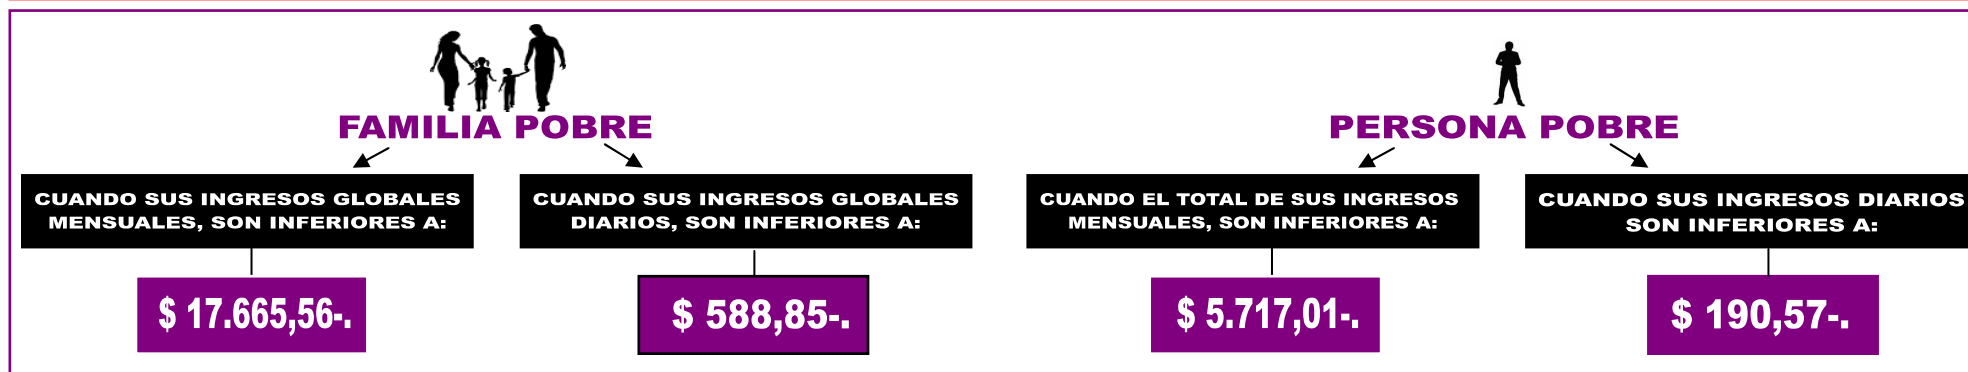 FAMILIA POBRE
CUANDO SUS INGRESOS GLOBALES
MENSUALES, SON INFERIORES A:
$ 17.665,56-.
CUANDO SUS INGRESOS GLOBALES
DIARIOS, SON INFERIORES A:
$ 588,85-.
PERSONA POBRE
CUANDO EL TOTAL DE SUS INGRESOS
MENSUALES, SON INFERIORES A:
$ 5.717,01-.
CUANDO SUS INGRESOS DIARIOS
SON INFERIORES A:
$ 190,57-.